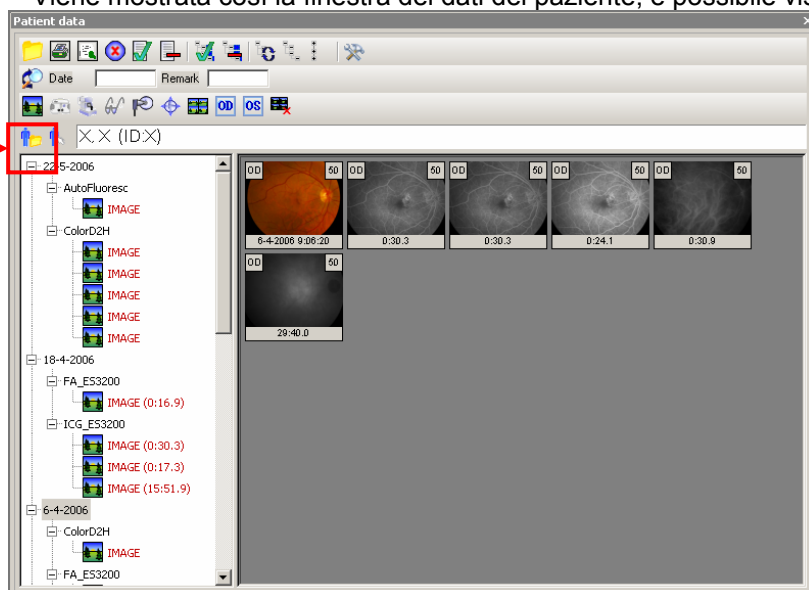 Viene mostrata così la finestra dei dati del paziente, è possibile vis
Patient data
Date Remark
OD OS
X, X (ID:X)
22-5-2006
AutoFluoresc
IMAGE
ColorD2H
IMAGE
IMAGE
IMAGE
IMAGE
IMAGE
18-4-2006
FA_ES3200
IMAGE (0:16.9)
ICG_ES3200
IMAGE (0:30.3)
IMAGE (0:17.3)
IMAGE (15:51.9)
6-4-2006
ColorD2H
IMAGE
FA_ES3200
OD 50 OD 50 OD 50 OD 50 OD 50
6-4-2006 9:06:20 0:30.3 0:30.3 0:24.1 0:30.9
OD 50
29:40.0